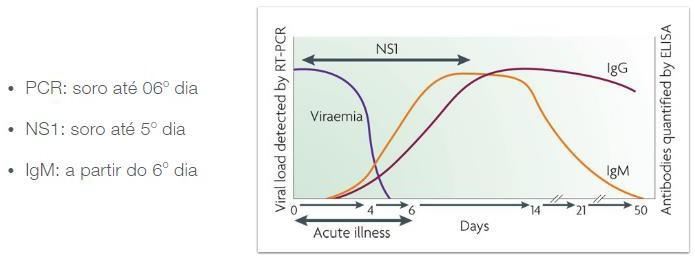 • PCR: soro até 06º dia
• NS1: soro até 5º dia
• IgM: a partir do 6º dia
Viral load detected by RT-PCR
NS1
Viraemia
IgG
IgM
Antibodies quantified by ELISA
0 4 6 14 21 50
Acute illness
Days